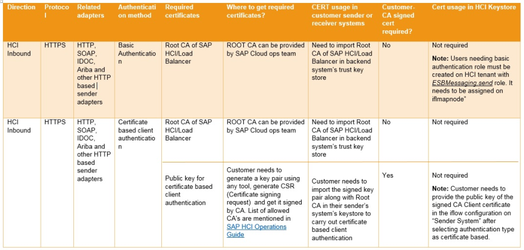 Direction
Protoco
l
Related
adapters
Authenticati
on method
Required
certificates
Where to get required
certificates?
CERT usage in
customer sender or
receiver systems
Customer-
CA signed
cert
required?
Cert usage in HCI Keystore
HCI
Inbound
HTTPS
HTTP,
SOAP,
IDOC,
Ariba and
other HTTP
based
sender
adapters
Basic
Authenticatio
n
Root CA of SAP
HCI/Load
Balancer
ROOT CA can be provided
by SAP Cloud ops team
Need to import Root
CA of SAP HCI/Load
Balancer in backend
system's trust key
store
No
Not required
Note: Users needing basic
authentication role must be
created on HCI tenant with
ESBMessaging.send role. It
needs to be assigned on
iflmapnode"
HCI
Inbound
HTTPS
HTTP,
SOAP,
IDOC,
Ariba and
other HTTP
based
sender
adapters
Certificate
based client
authenticatio
n
Root CA of SAP
HCI/Load
Balancer
ROOT CA can be provided
by SAP Cloud ops team
Need to import Root
CA of SAP HCI/Load
Balancer in backend
system's trust key
store
No
Not required
Public key for
certificate based
client
authentication
Customer needs to
generate a key pair using
any tool, generate CSR
(Certificate signing
request) and get it signed
by CA. List of allowed
CA's are mentioned in
SAP HCI Operations
Guide
Customer needs to
import the signed key
pair along with Root
CA in their sender's
system's keystore to
carry out certificate
based client
authentication
Yes
Not required
Note: Customer needs to
provide the public key of the
signed CA Client certificate
in the iflow configuration on
"Sender System" after
selecting authentication type
as certificate based.